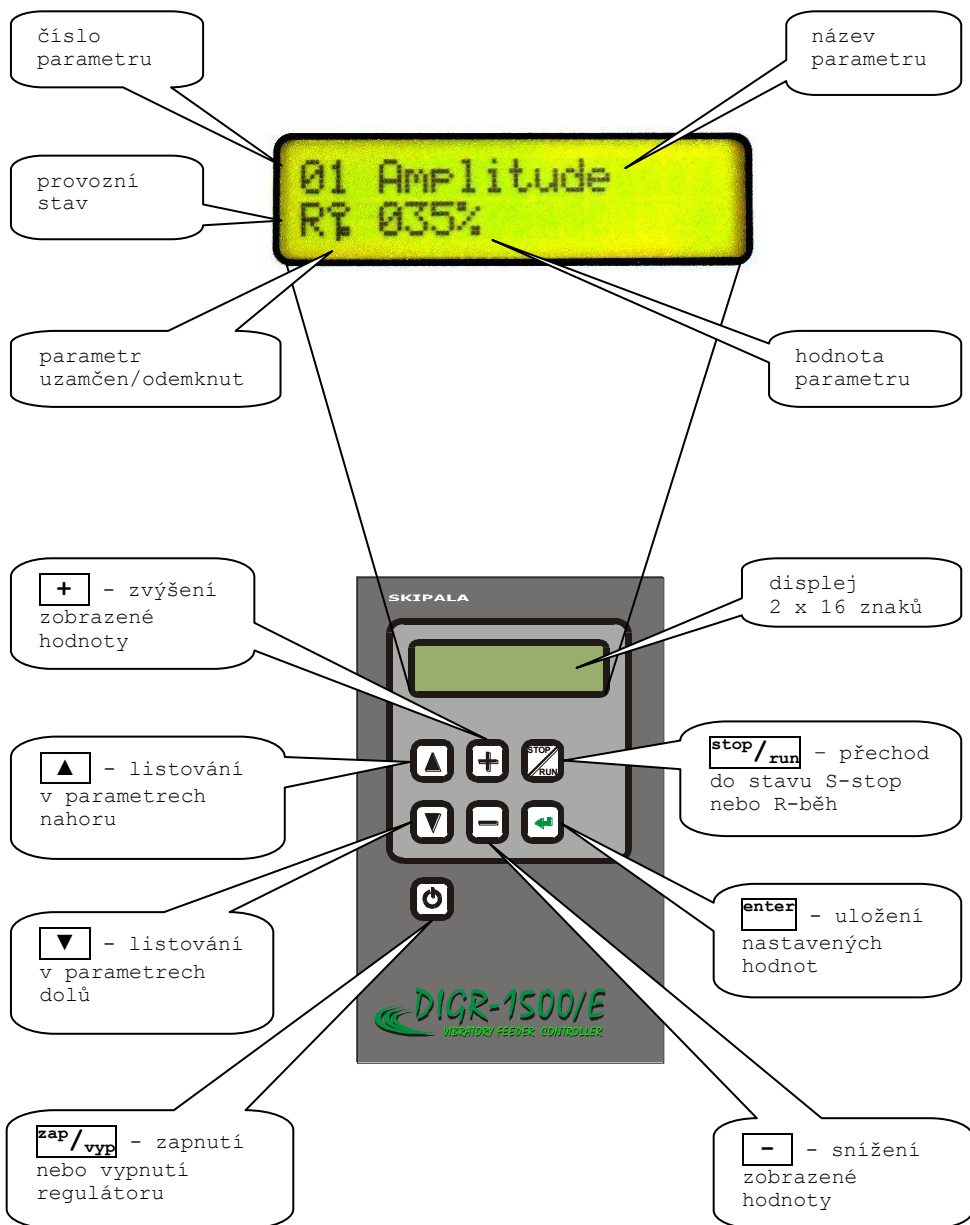 číslo
parametru
název
parametru
provozní
stav
01 Amplitude
R 035%
parametr
uzamčen/odemknut
hodnota
parametru
+ - zvýšení
zobrazené
hodnoty
displej
2 x 16 znaků
SKIPALA
▲ - listování
v parametrech
nahoru
STOP/RUN
stop/run - přechod
do stavu S-stop
nebo R-běh
▼ - listování
v parametrech
dolů
enter - uložení
nastavených
hodnot
DIGR-1500/E
VIBRATORY FEEDER CONTROLLER
zap/vyp - zapnutí
nebo vypnutí
regulátoru
- - snížení
zobrazené
hodnoty